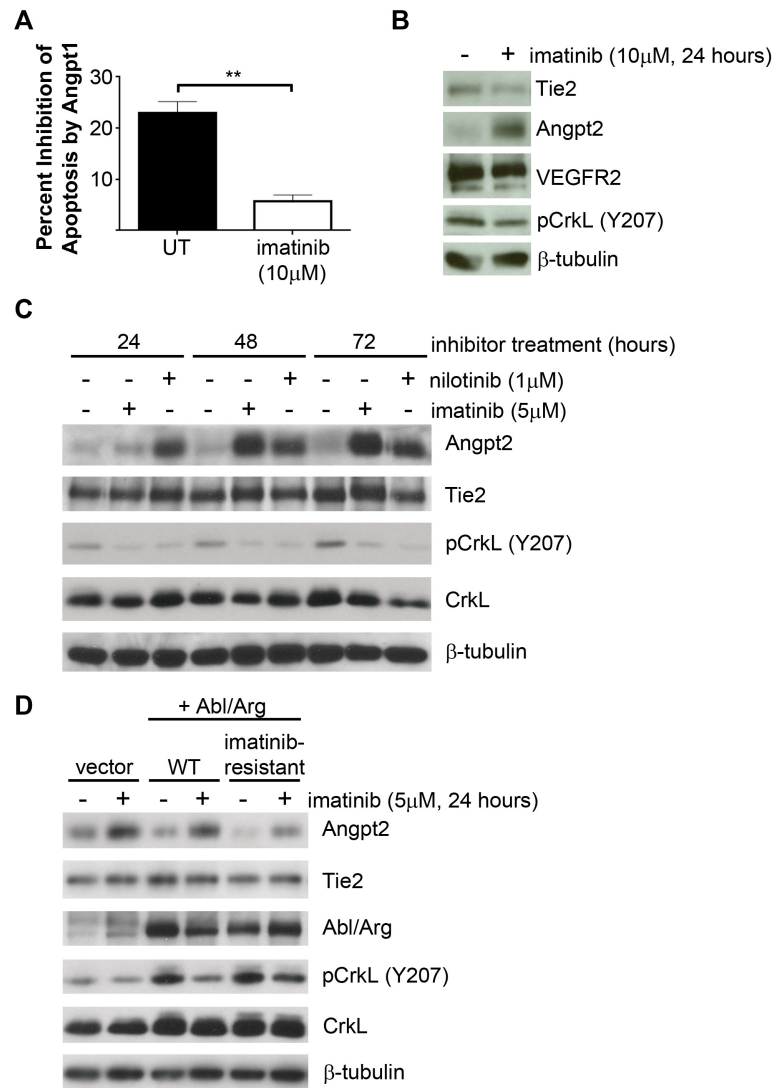 A
Percent Inhibition of
Apoptosis by Angpt1
30
20
10
**
UT
imatinib
(10μM)
B
- + imatinib (10μM, 24 hours)
Tie2
Angpt2
VEGFR2
pCrkL (Y207)
β-tubulin
C
24 48 72 inhibitor treatment (hours)
- - + - - + - - + nilotinib (1μM)
- + - - + - - + - imatinib (5μM)
Angpt2
Tie2
pCrkL (Y207)
CrkL
β-tubulin
D
+ Abl/Arg
vector WT imatinib-
resistant
- + - + - + imatinib (5μM, 24 hours)
Angpt2
Tie2
Abl/Arg
pCrkL (Y207)
CrkL
β-tubulin